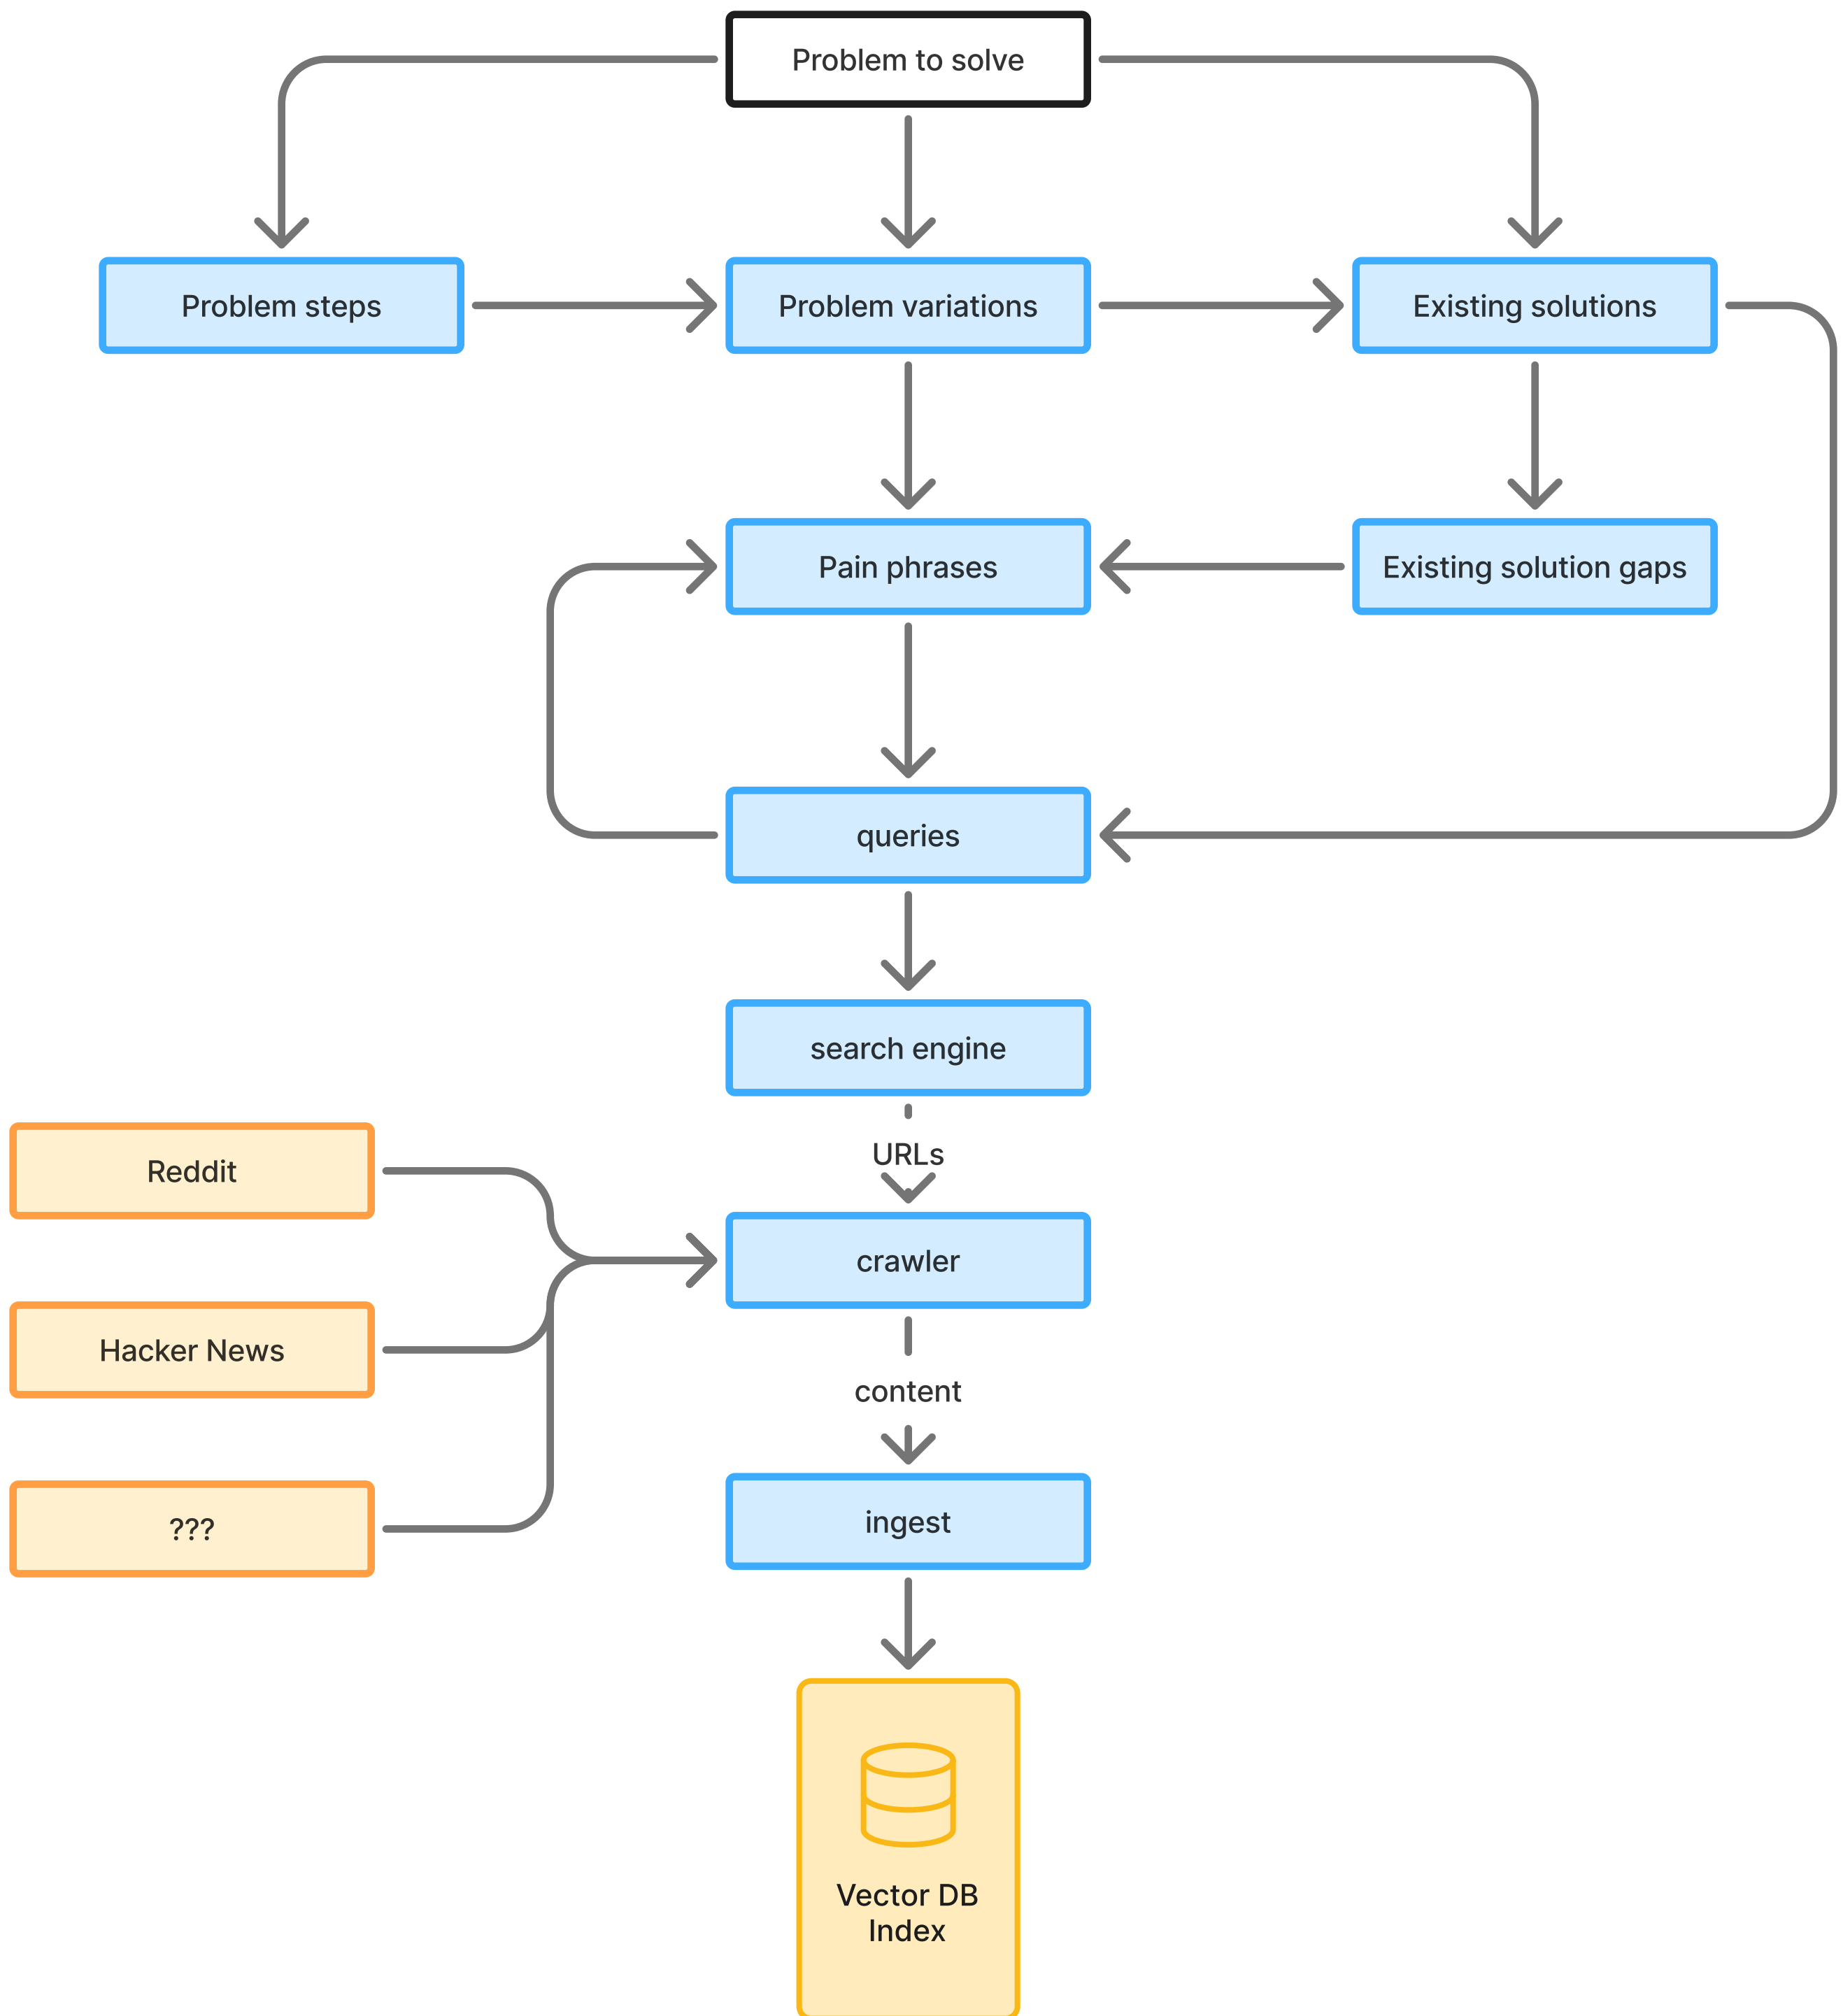 Problem to solve
Problem steps
Problem variations
Existing solutions
Pain phrases
Existing solution gaps
queries
search engine
URLs
Reddit
crawler
Hacker News
content
???
ingest
Vector DB
Index